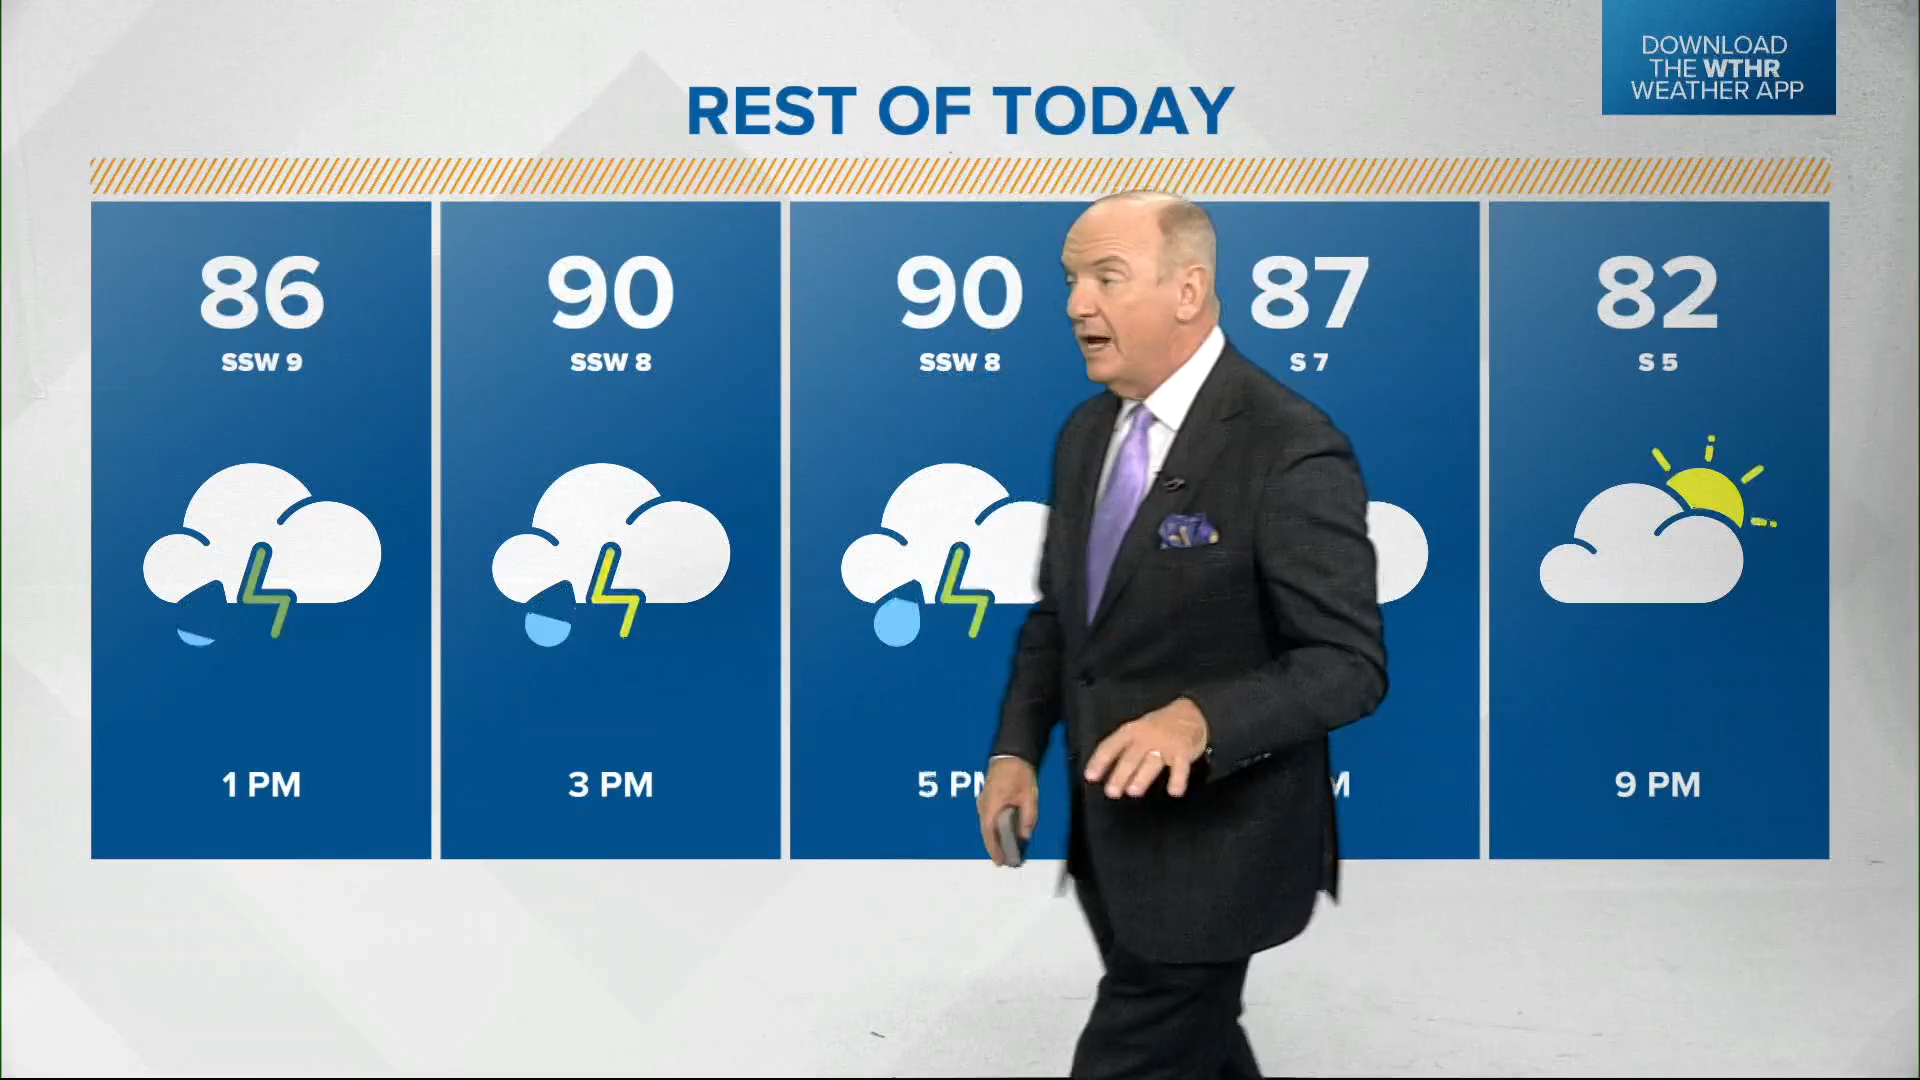 DOWNLOAD
THE WTHR
WEATHER APP
REST OF TODAY
86
SSW 9
1 PM
90
SSW 8
3 PM
90
SSW 8
5 P
87
S 7
M
82
S 5
9 PM